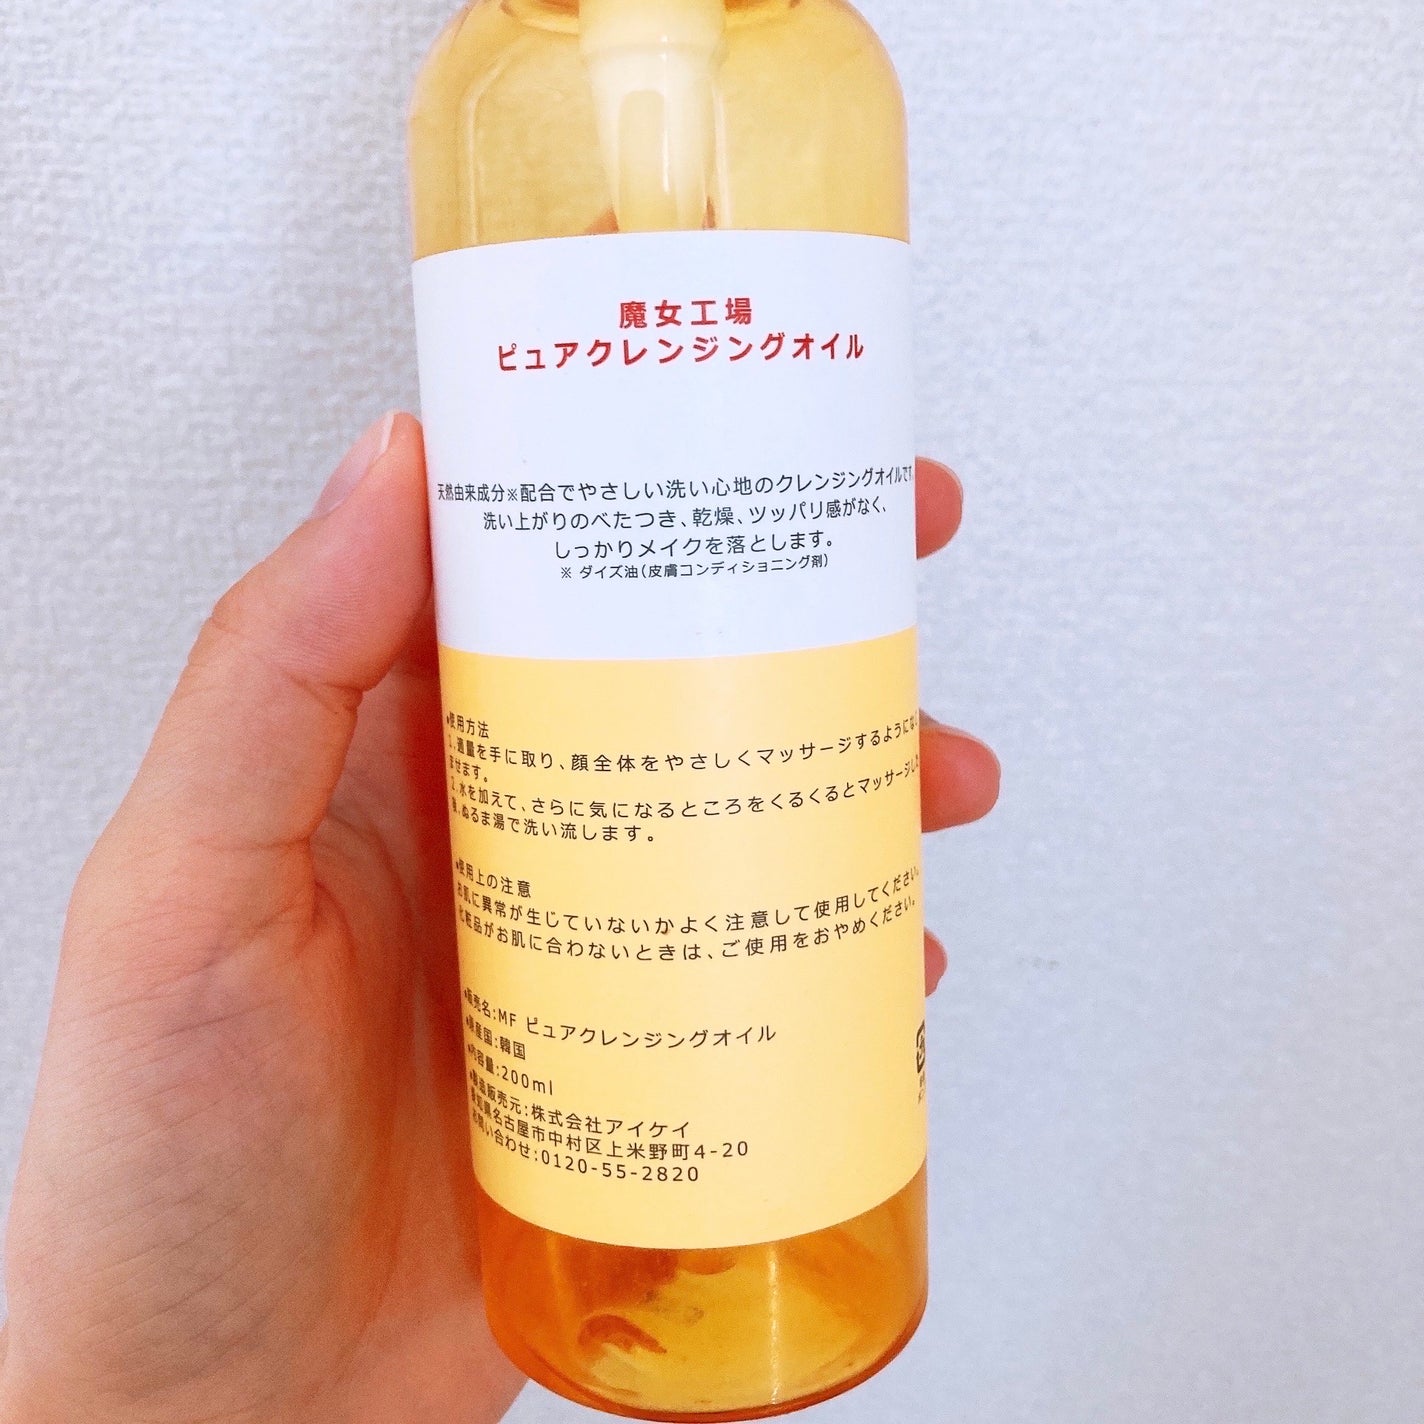 魔女工場
ピュアクレンジングオイル
天然由来成分※配合でやさしい洗い心地のクレンジングオイルです。
洗い上がりのべたつき、乾燥、ツッパリ感がなく、
しっかりメイクを落とします。
※ ダイズ油(皮膚コンディショニング剤)
●使用方法
1.適量を手に取り、顔全体をやさしくマッサージするようになじ
ませます。
2.水を加えて、さらに気になるところをくるくるとマッサージした
後、ぬるま湯で洗い流します。
●使用上の注意
お肌に異常が生じていないかよく注意して使用してください。
化粧品がお肌に合わないときは、ご使用をおやめください。
●販売名:MF ピュアクレンジングオイル
●原産国:韓国
●内容量:200ml
●製造販売元:株式会社アイケイ
愛知県名古屋市中村区上米野町4-20
お問い合わせ:0120-55-2820